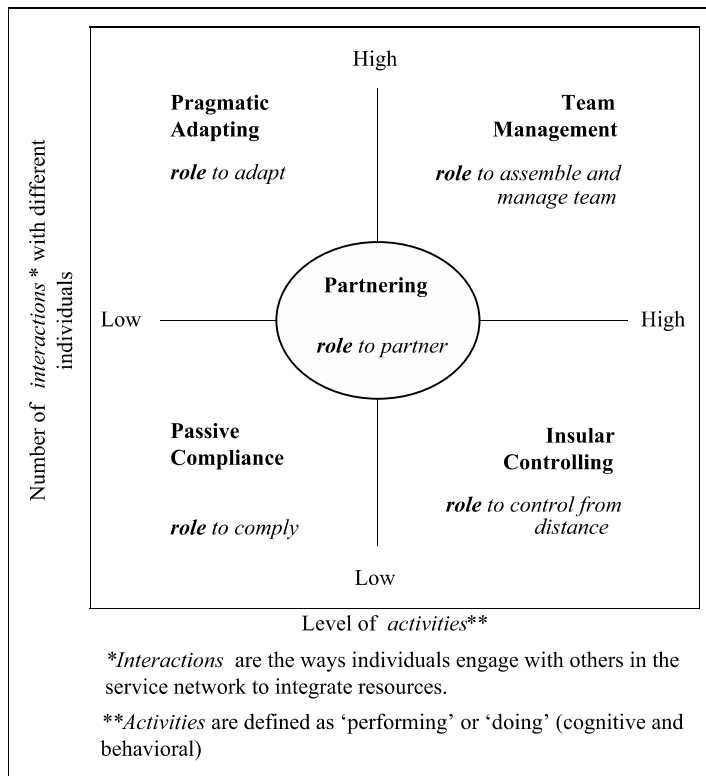 High
Pragmatic
Adapting
role to adapt
Team
Management
role to assemble and
manage team
Number of interactions* with different
individuals
Low
Partnering
role to partner
High
Passive
Compliance
role to comply
Insular
Controlling
role to control from
distance
Low
Level of activities**
*Interactions are the ways individuals engage with others in the
service network to integrate resources.
**Activities are defined as ‘performing’ or ‘doing’ (cognitive and
behavioral)